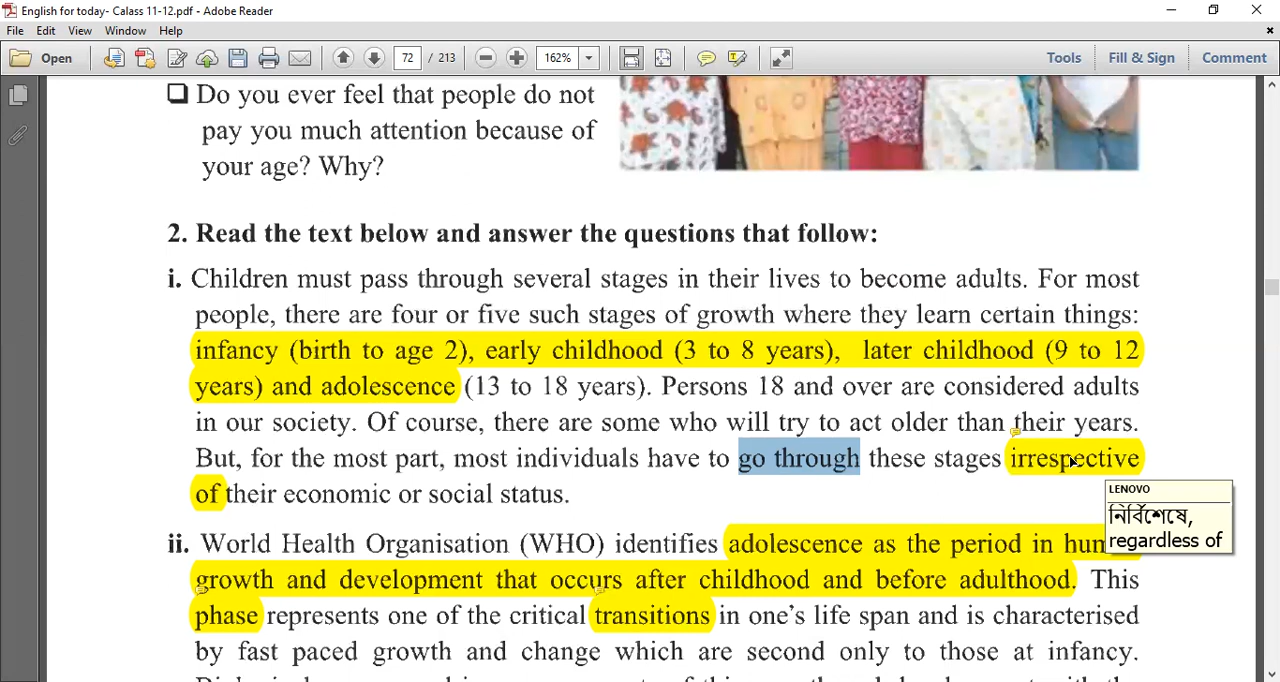 English for today- Calass 11-12.pdf - Adobe Reader
File Edit View Window Help
Open 72 / 213 162% Tools Fill & Sign Comment
❑ Do you ever feel that people do not
pay you much attention because of
your age? Why?
2. Read the text below and answer the questions that follow:
i. Children must pass through several stages in their lives to become adults. For most
people, there are four or five such stages of growth where they learn certain things:
infancy (birth to age 2), early childhood (3 to 8 years), later childhood (9 to 12
years) and adolescence (13 to 18 years). Persons 18 and over are considered adults
in our society. Of course, there are some who will try to act older than their years.
But, for the most part, most individuals have to go through these stages irrespective
of their economic or social status.
LENOVO
নির্বিশেষে,
regardless of
ii. World Health Organisation (WHO) identifies adolescence as the period in
growth and development that occurs after childhood and before adulthood. This
phase represents one of the critical transitions in one's life span and is characterised
by fast paced growth and change which are second only to those at infancy.